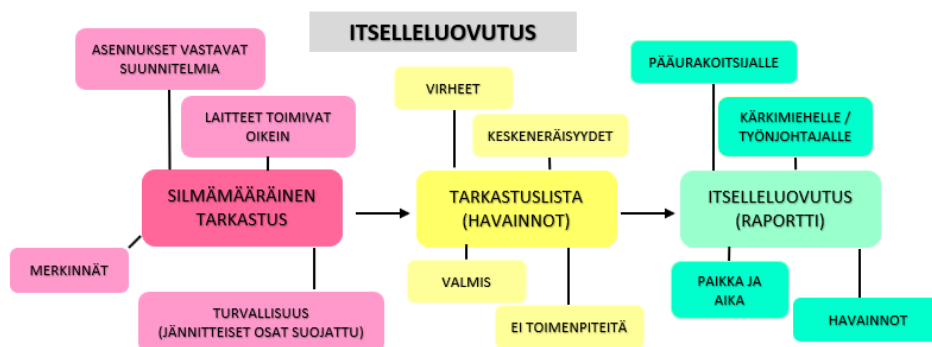 ITSELLELUOVUTUS
ASENNUKSET VASTAVAT
SUUNNITELMIA
LAITTEET TOIMIVAT
OIKEIN
SILMÄMÄÄRÄINEN
TARKASTUS
MERKINNÄT
TURVALLISUUS
(JÄNNITTEISET OSAT SUOJATTU)
VIRHEET
KESKENERÄISYYDET
TARKASTUSLISTA
(HAVAINNOT)
VALMIS
EI TOIMENPITEITÄ
PÄÄURAKOITSIJALLE
KÄRKIMIEHELLE /
TYÖNJOHTAJALLE
ITSELLELUOVUTUS
(RAPORTTI)
PAIKKA JA
AIKA
HAVAINNOT